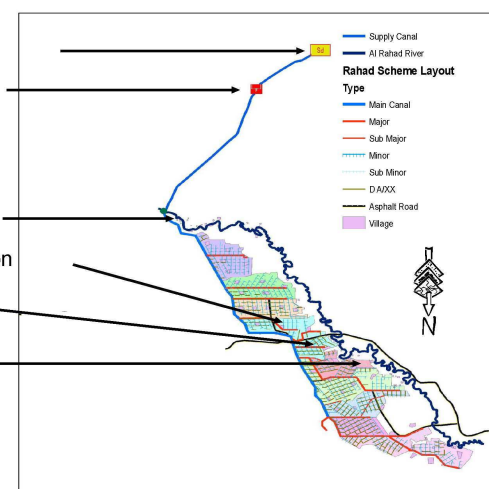 Supply Canal
Al Rahad River
Rahad Scheme Layout
Type
Main Canal
Major
Sub Major
Minor
Sub Minor
D A/XX
Asphalt Road
Village
on
N